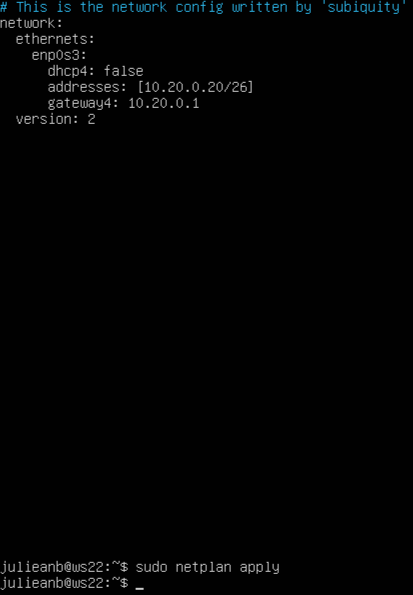 # This is the network config written by 'subiquity'
network:
  ethernets:
    enp0s3:
      dhcp4: false
      addresses: [10.20.0.20/26]
      gateway4: 10.20.0.1
  version: 2
julieanb@ws22:~$ sudo netplan apply
julieanb@ws22:~$ _